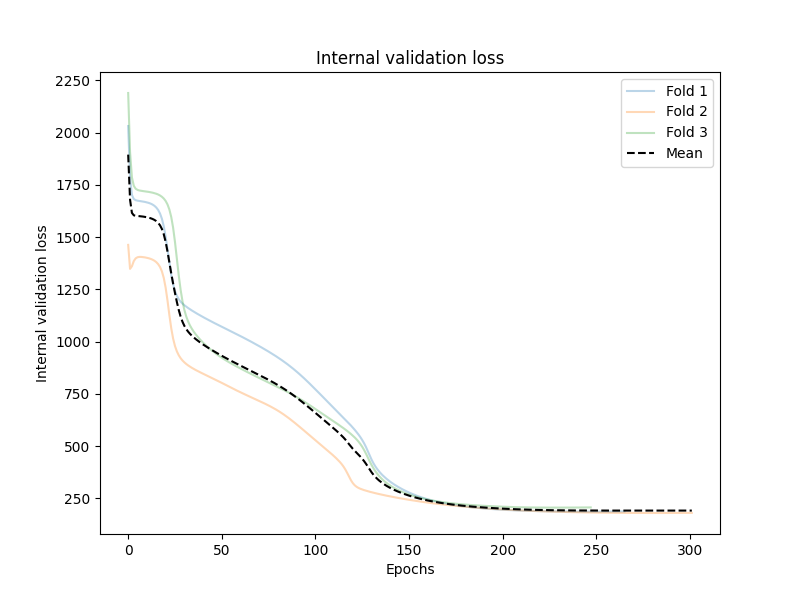 Internal validation loss
Fold 1
Fold 2
Fold 3
Mean
2250
2000
1750
1500
1250
1000
750
500
250
Internal validation loss
0 50 100 150 200 250 300
Epochs